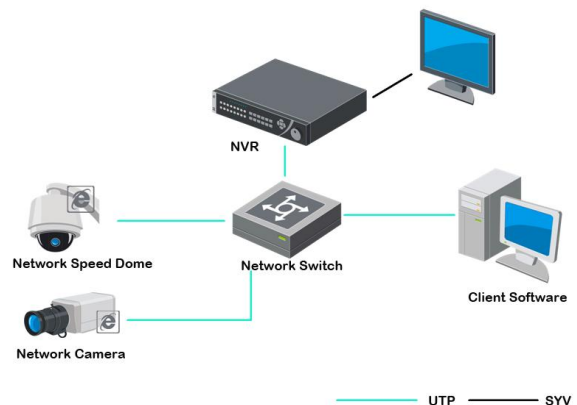 NVR
Network Speed Dome
Network Switch
Client Software
Network Camera
UTP
SYV